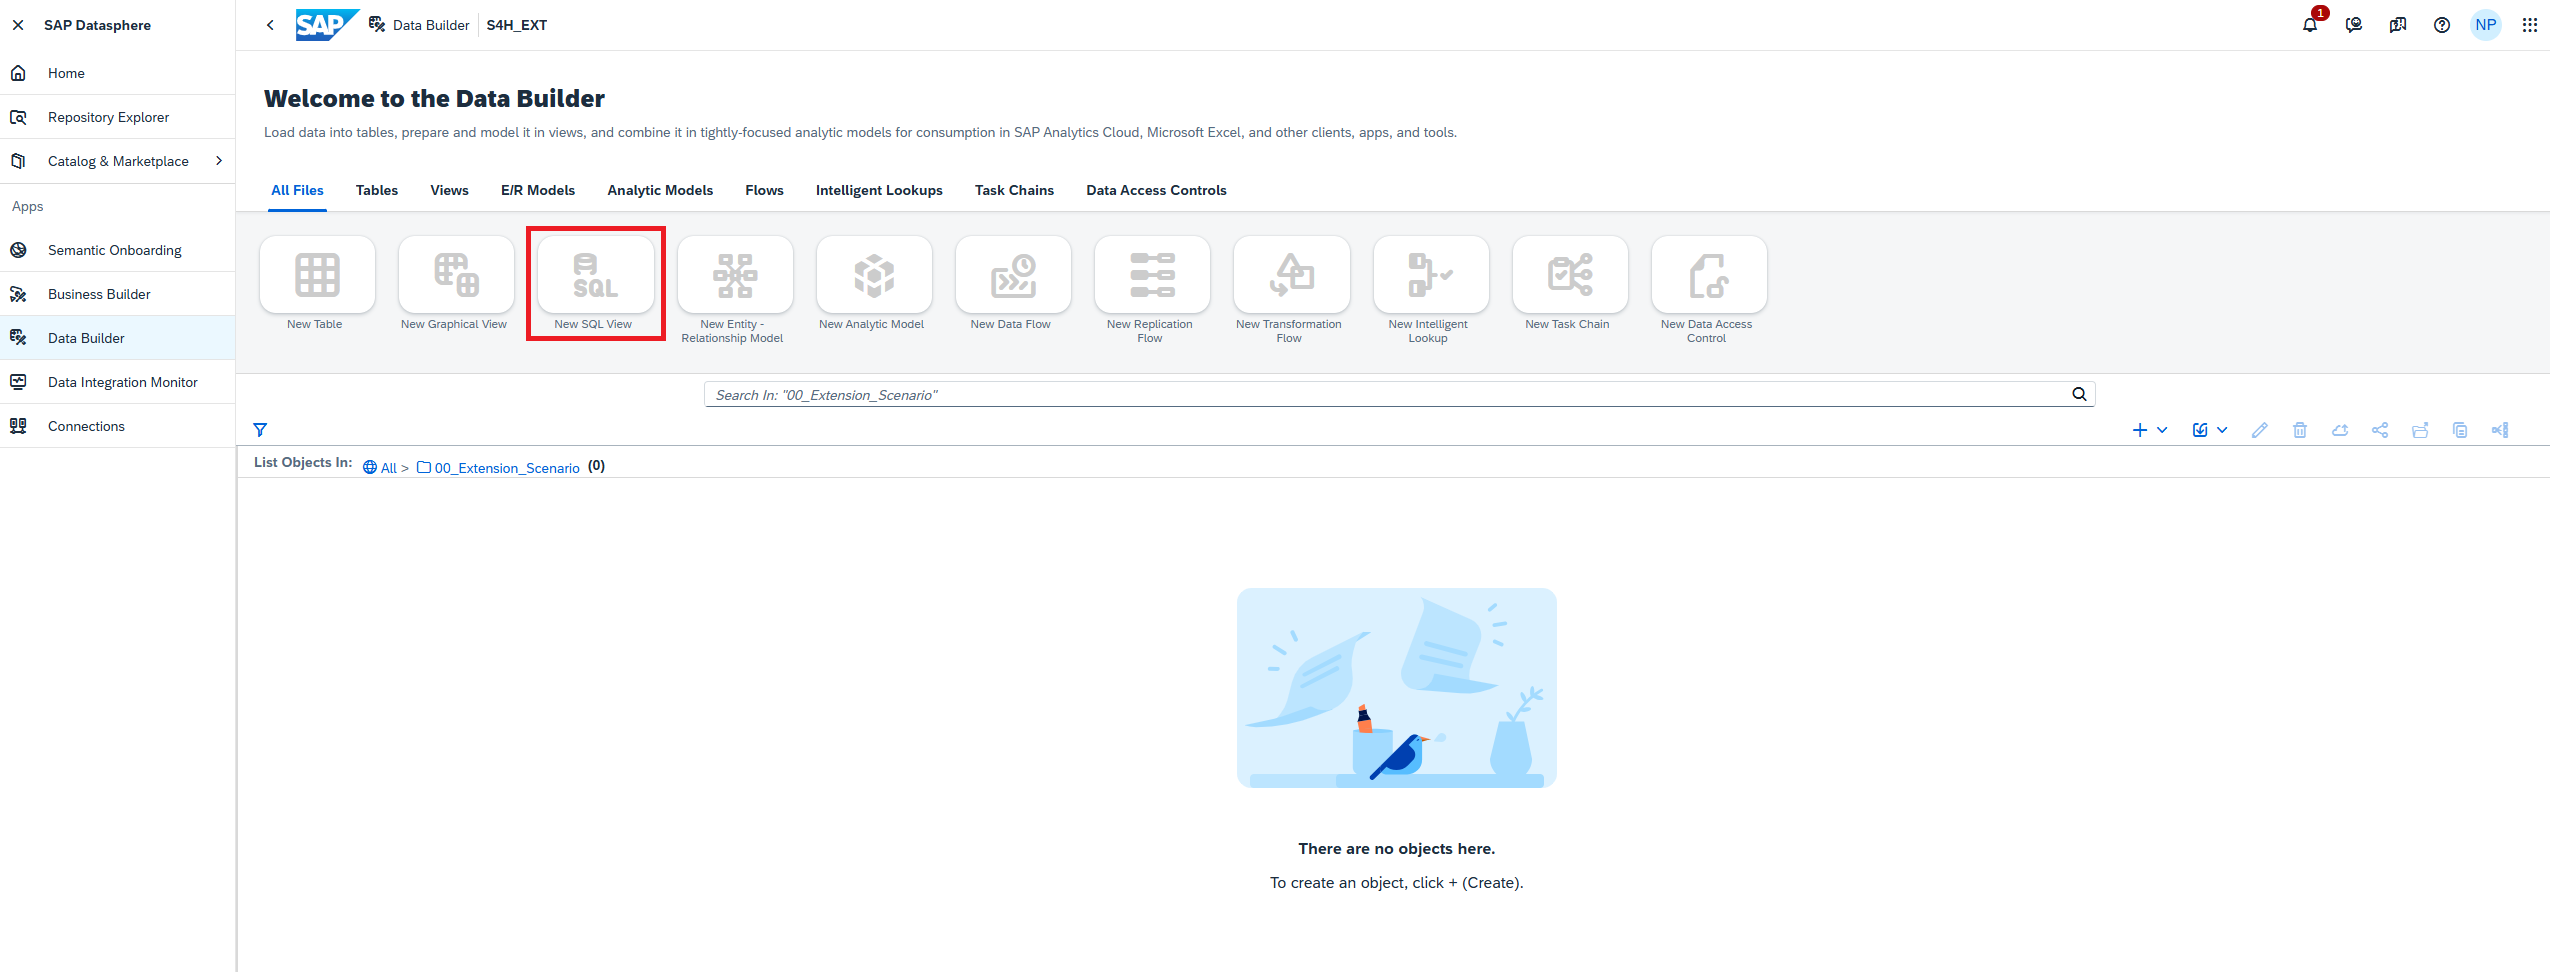 SAP Datasphere
SAP
Data Builder
S4H_EXT
1
NP
Home
Repository Explorer
Catalog & Marketplace
Apps
Semantic Onboarding
Business Builder
Data Builder
Data Integration Monitor
Connections
Welcome to the Data Builder
Load data into tables, prepare and model it in views, and combine it in tightly-focused analytic models for consumption in SAP Analytics Cloud, Microsoft Excel, and other clients, apps, and tools.
All Files
Tables
Views
E/R Models
Analytic Models
Flows
Intelligent Lookups
Task Chains
Data Access Controls
New Table
New Graphical View
SQL
New SQL View
New Entity -
Relationship Model
New Analytic Model
New Data Flow
New Replication
Flow
New Transformation
Flow
New Intelligent
Lookup
New Task Chain
New Data Access
Control
Search In: "00_Extension_Scenario"
List Objects In: All > 00_Extension_Scenario (0)
There are no objects here.
To create an object, click + (Create).